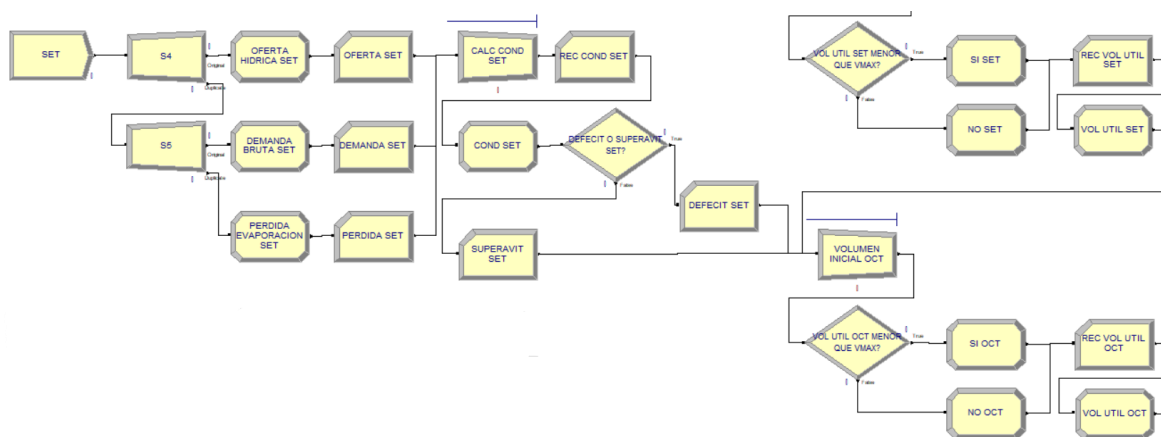 SET
S4
Original
Duplicate
OFERTA
HIDRICA SET
OFERTA SET
CALC COND
SET
REC COND SET
S5
Original
Duplicate
DEMANDA
BRUTA SET
DEMANDA SET
COND SET
DEFECIT O SUPERAVIT
SET?
True
False
PERDIDA
EVAPORACION
SET
PERDIDA SET
SUPERAVIT
SET
DEFECIT SET
VOL UTIL SET MENOR
QUE VMAX?
True
False
SI SET
NO SET
REC VOL UTIL
SET
VOL UTIL SET
VOLUMEN
INICIAL OCT
VOL UTIL OCT MENOR
QUE VMAX?
True
False
SI OCT
NO OCT
REC VOL UTIL
OCT
VOL UTIL OCT